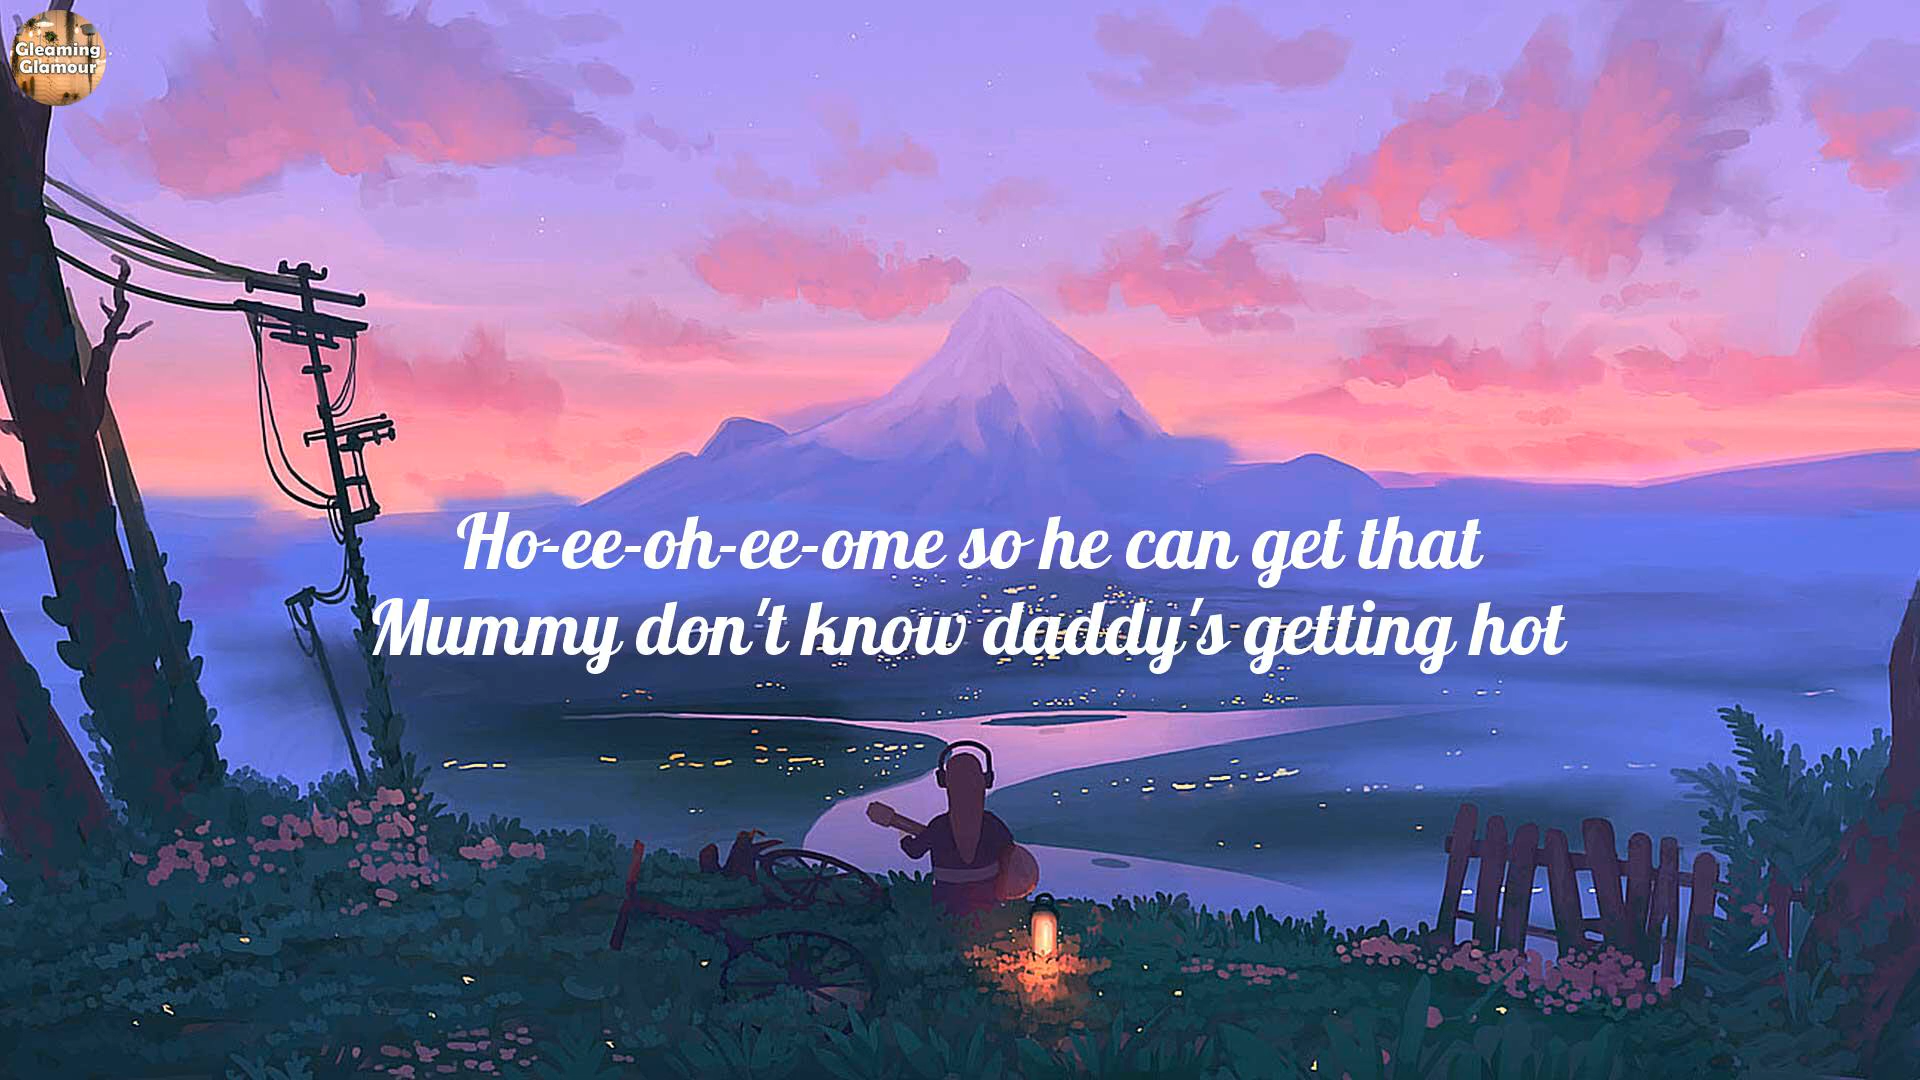 Gleaming
Glamour
Ho-ee-oh-ee-ome so he can get that
Mummy don't know daddy's getting hot